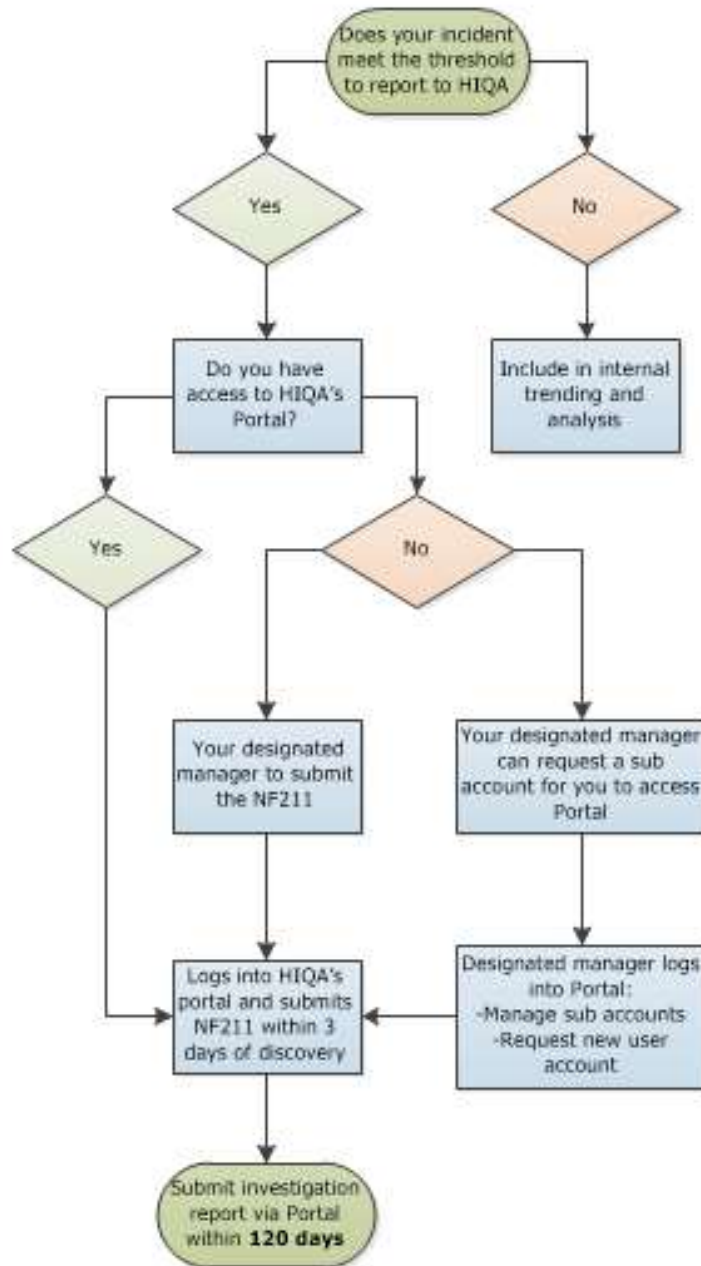 Does your incident
meet the threshold
to report to HIQA
Yes
No
Do you have
access to HIQA's
Portal?
Include in internal
trending and
analysis
Yes
No
Your designated
manager to submit
the NF211
Your designated manager
can request a sub
account for you to access
Portal
Logs into HIQA's
portal and submits
NF211 within 3
days of discovery
Designated manager logs
into Portal:
-Manage sub accounts
-Request new user
account
Submit investigation
report via Portal
within 120 days